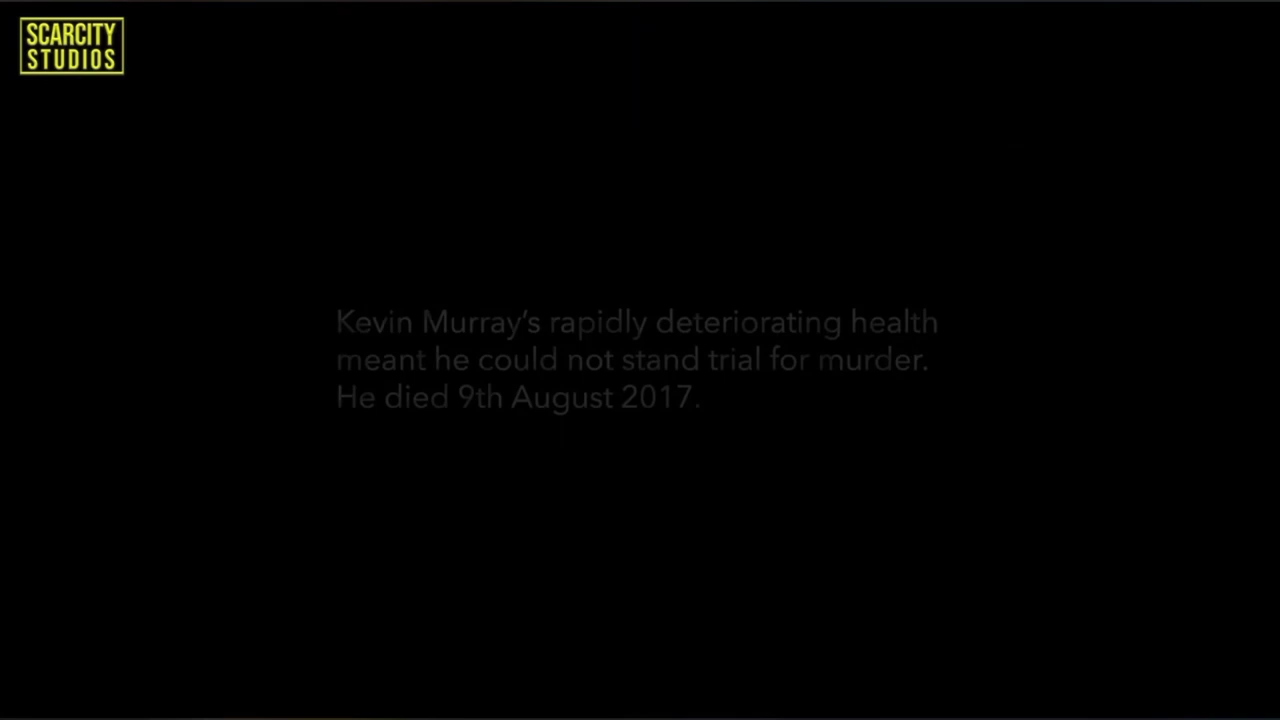 SCARCITY
STUDIOS
Kevin Murray's rapidly deteriorating health
meant he could not stand trial for murder.
He died 9th August 2017.